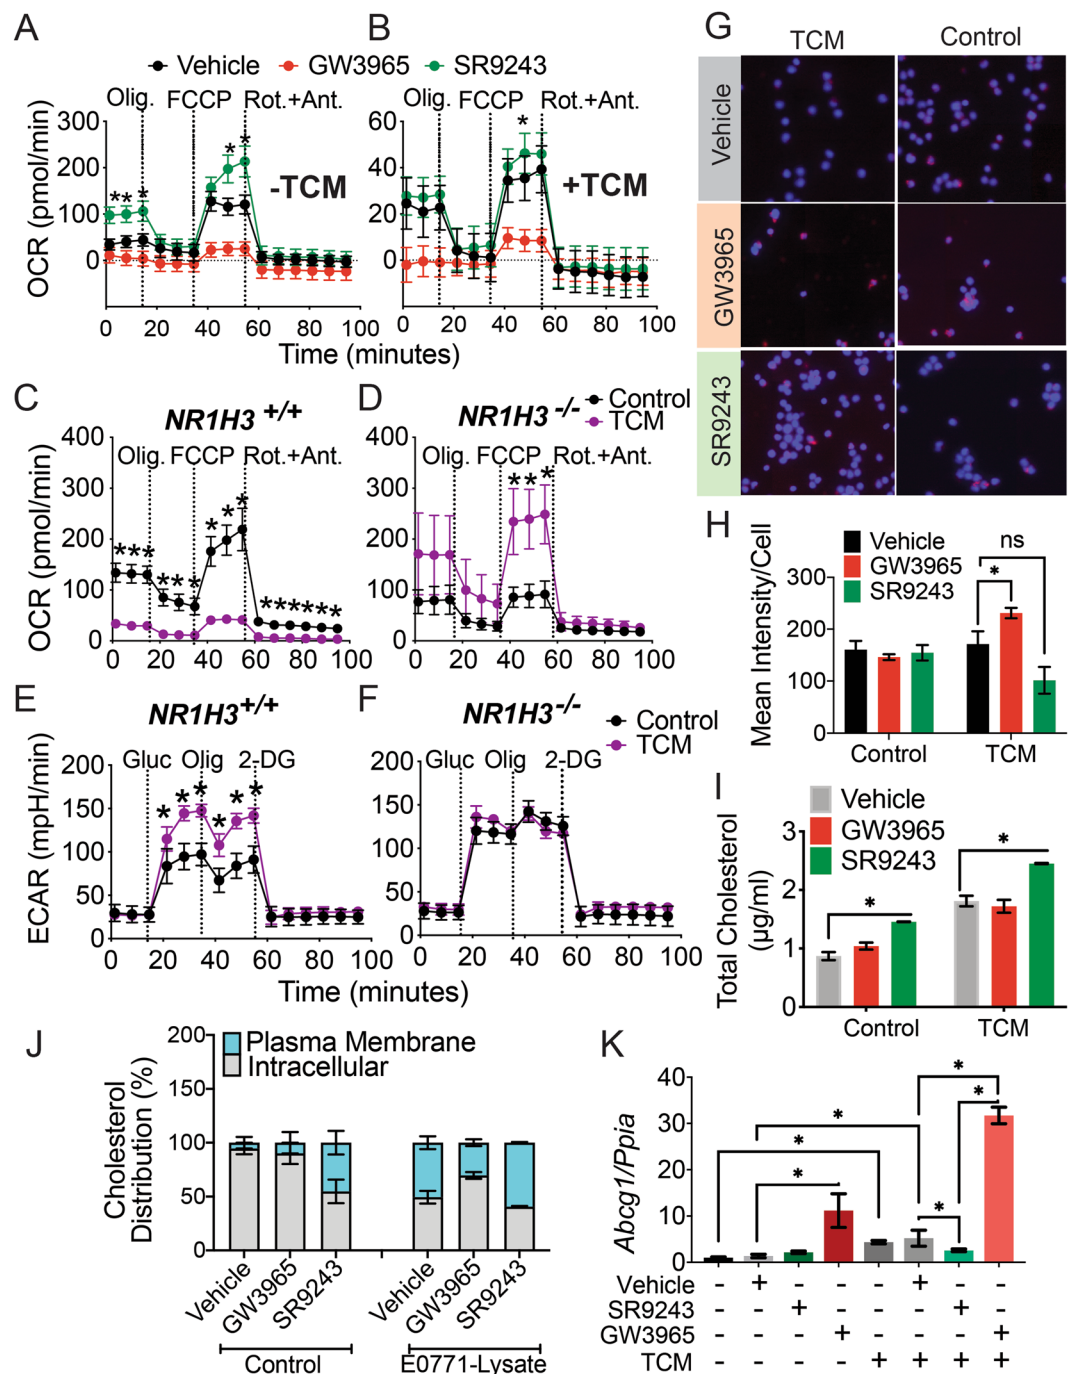 A
B
Vehicle GW3965 SR9243
Olig. FCCP Rot.+Ant.
OCR (pmol/min)
300
200
100
0
* * *
* *
-TCM
0 20 40 60 80 100
Olig. FCCP Rot.+Ant.
60
40
20
0
*
+TCM
0 20 40 60 80 100
Time (minutes)
C
NR1H3 +/+
Olig. FCCP Rot.+Ant.
OCR (pmol/min)
400
300
200
100
0
***
***
* * *
******
0 20 40 60 80 100
D
NR1H3 -/-
Control
TCM
Olig. FCCP Rot.+Ant.
400
300
200
100
0
** *
0 20 40 60 80 100
E
NR1H3+/+
Gluc Olig 2-DG
ECAR (mpH/min)
200
150
100
50
0
* * * * * *
0 20 40 60 80 100
F
NR1H3-/-
Control
TCM
Gluc Olig 2-DG
200
150
100
50
0
0 20 40 60 80 100
Time (minutes)
G
TCM Control
Vehicle
GW3965
SR9243
H
Vehicle
GW3965
SR9243
ns
*
Mean Intensity/Cell
300
200
100
0
Control TCM
I
Vehicle
GW3965
SR9243
Total Cholesterol
(µg/ml)
3
2
1
0
*
*
Control TCM
J
Plasma Membrane
Intracellular
Cholesterol
Distribution (%)
200
150
100
50
0
Vehicle GW3965 SR9243 Vehicle GW3965 SR9243
Control E0771-Lysate
K
Abcg1/Ppia
40
30
20
10
0
*
*
*
*
*
*
Vehicle - + - - - + - -
SR9243 - - + - - - + -
GW3965 - - - + - - - +
TCM - - - - + + + +